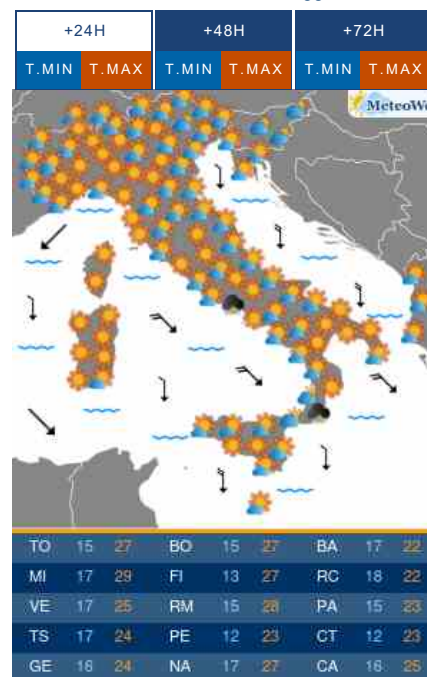 +24H +48H +72H
T.MIN T.MAX T.MIN T.MAX T.MIN T.MAX
TO 15 27 BO 15 27 BA 17 22
MI 17 29 FI 13 27 RC 18 22
VE 17 25 RM 15 28 PA 15 23
TS 17 24 PE 12 23 CT 12 23
GE 16 24 NA 17 27 CA 16 25